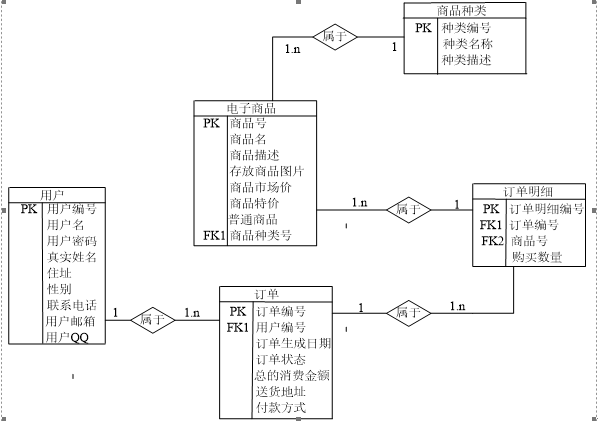 商品种类
PK 种类编号
种类名称
种类描述
属于
1.n
1
电子商品
PK 商品号
商品名
商品描述
存放商品图片
商品市场价
商品特价
普通商品
FK1 商品种类号
1.n
属于
1
订单明细
PK 订单明细编号
FK1 订单编号
FK2 商品号
购买数量
用户
PK 用户编号
用户名
用户密码
真实姓名
住址
性别
联系电话
用户邮箱
用户QQ
1
属于
1.n
订单
PK 订单编号
FK1 用户编号
订单生成日期
订单状态
总的消费金额
送货地址
付款方式
1
属于
1.n